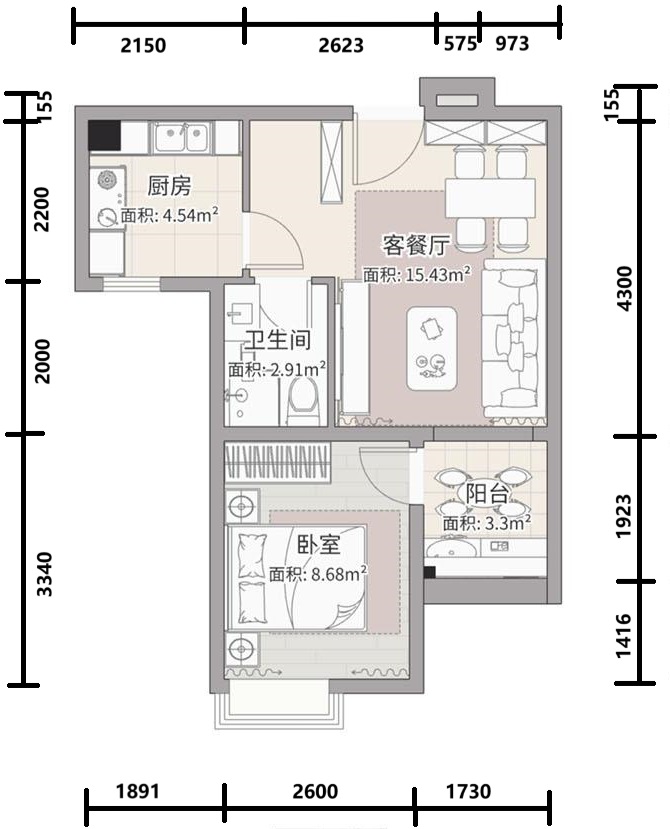 2150
2623
575
973
155
155
2200
厨房
面积: 4.54m²
客餐厅
面积: 15.43m²
4300
2000
卫生间
面积: 2.91m²
阳台
面积: 3.3m²
1923
卧室
面积: 8.68m²
3340
1416
1891
2600
1730